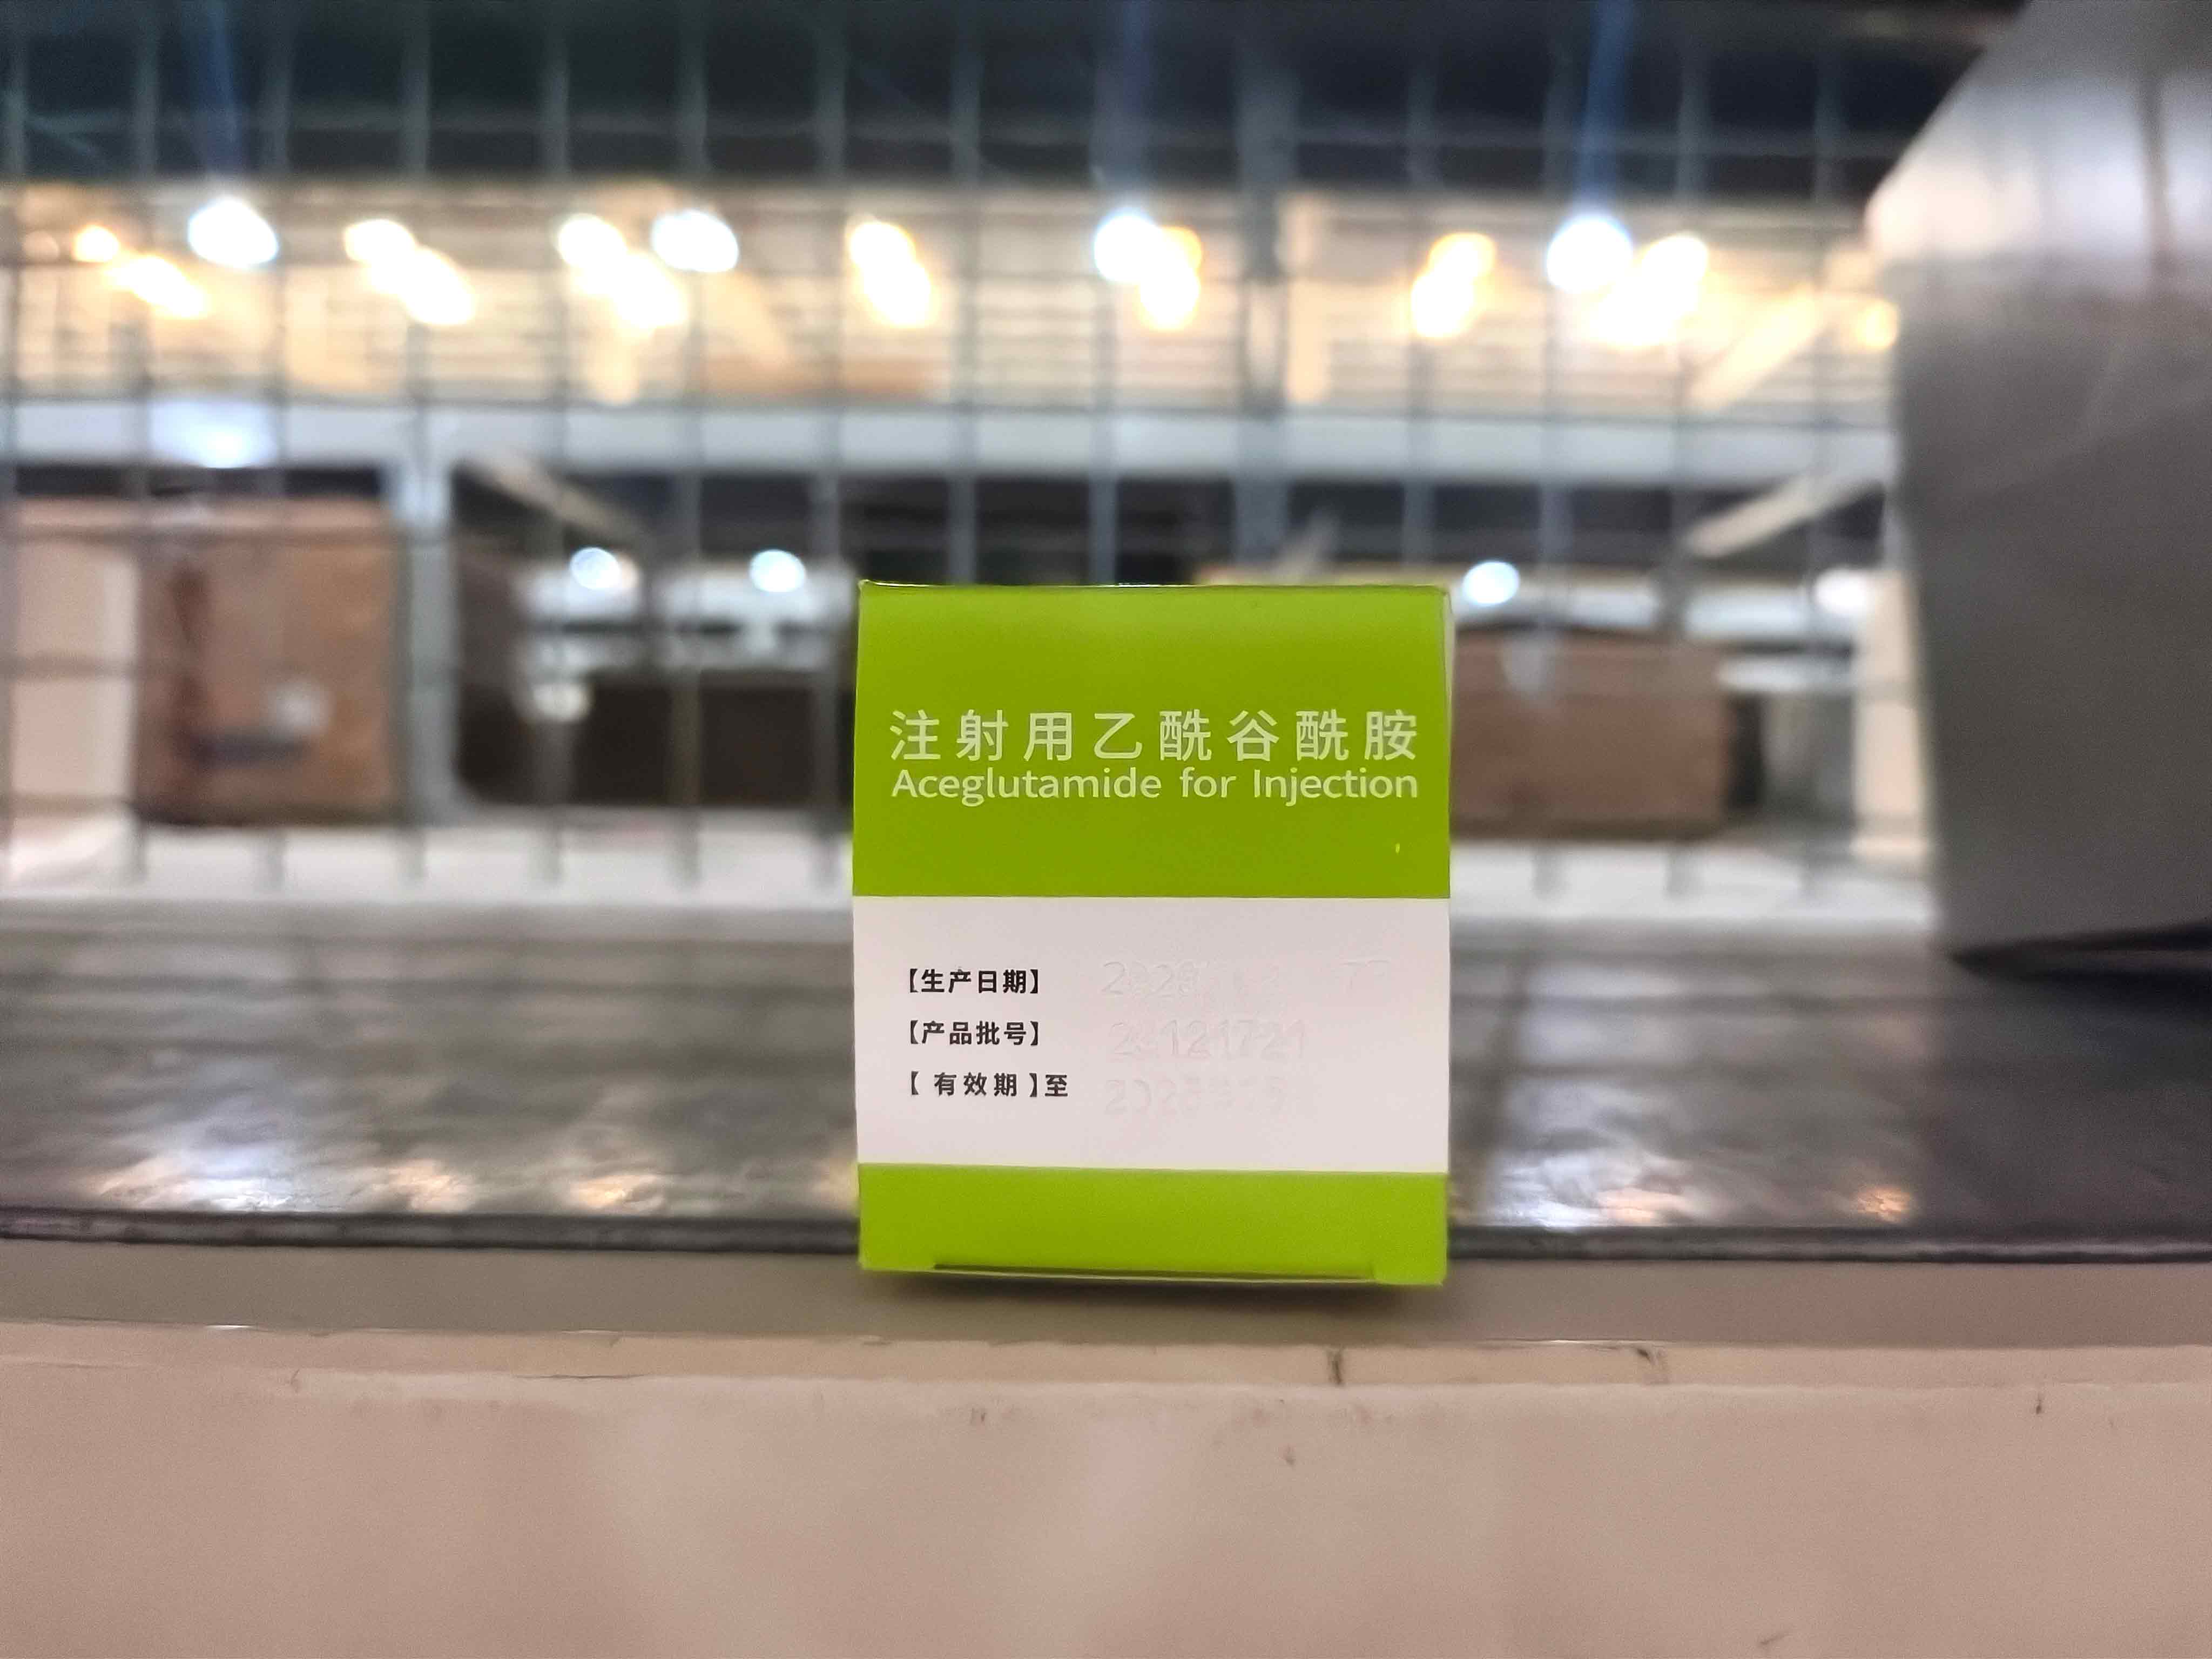 注射用乙酰谷酰胺
Aceglutamide for Injection
【生产日期】
【产品批号】
【有效期】至